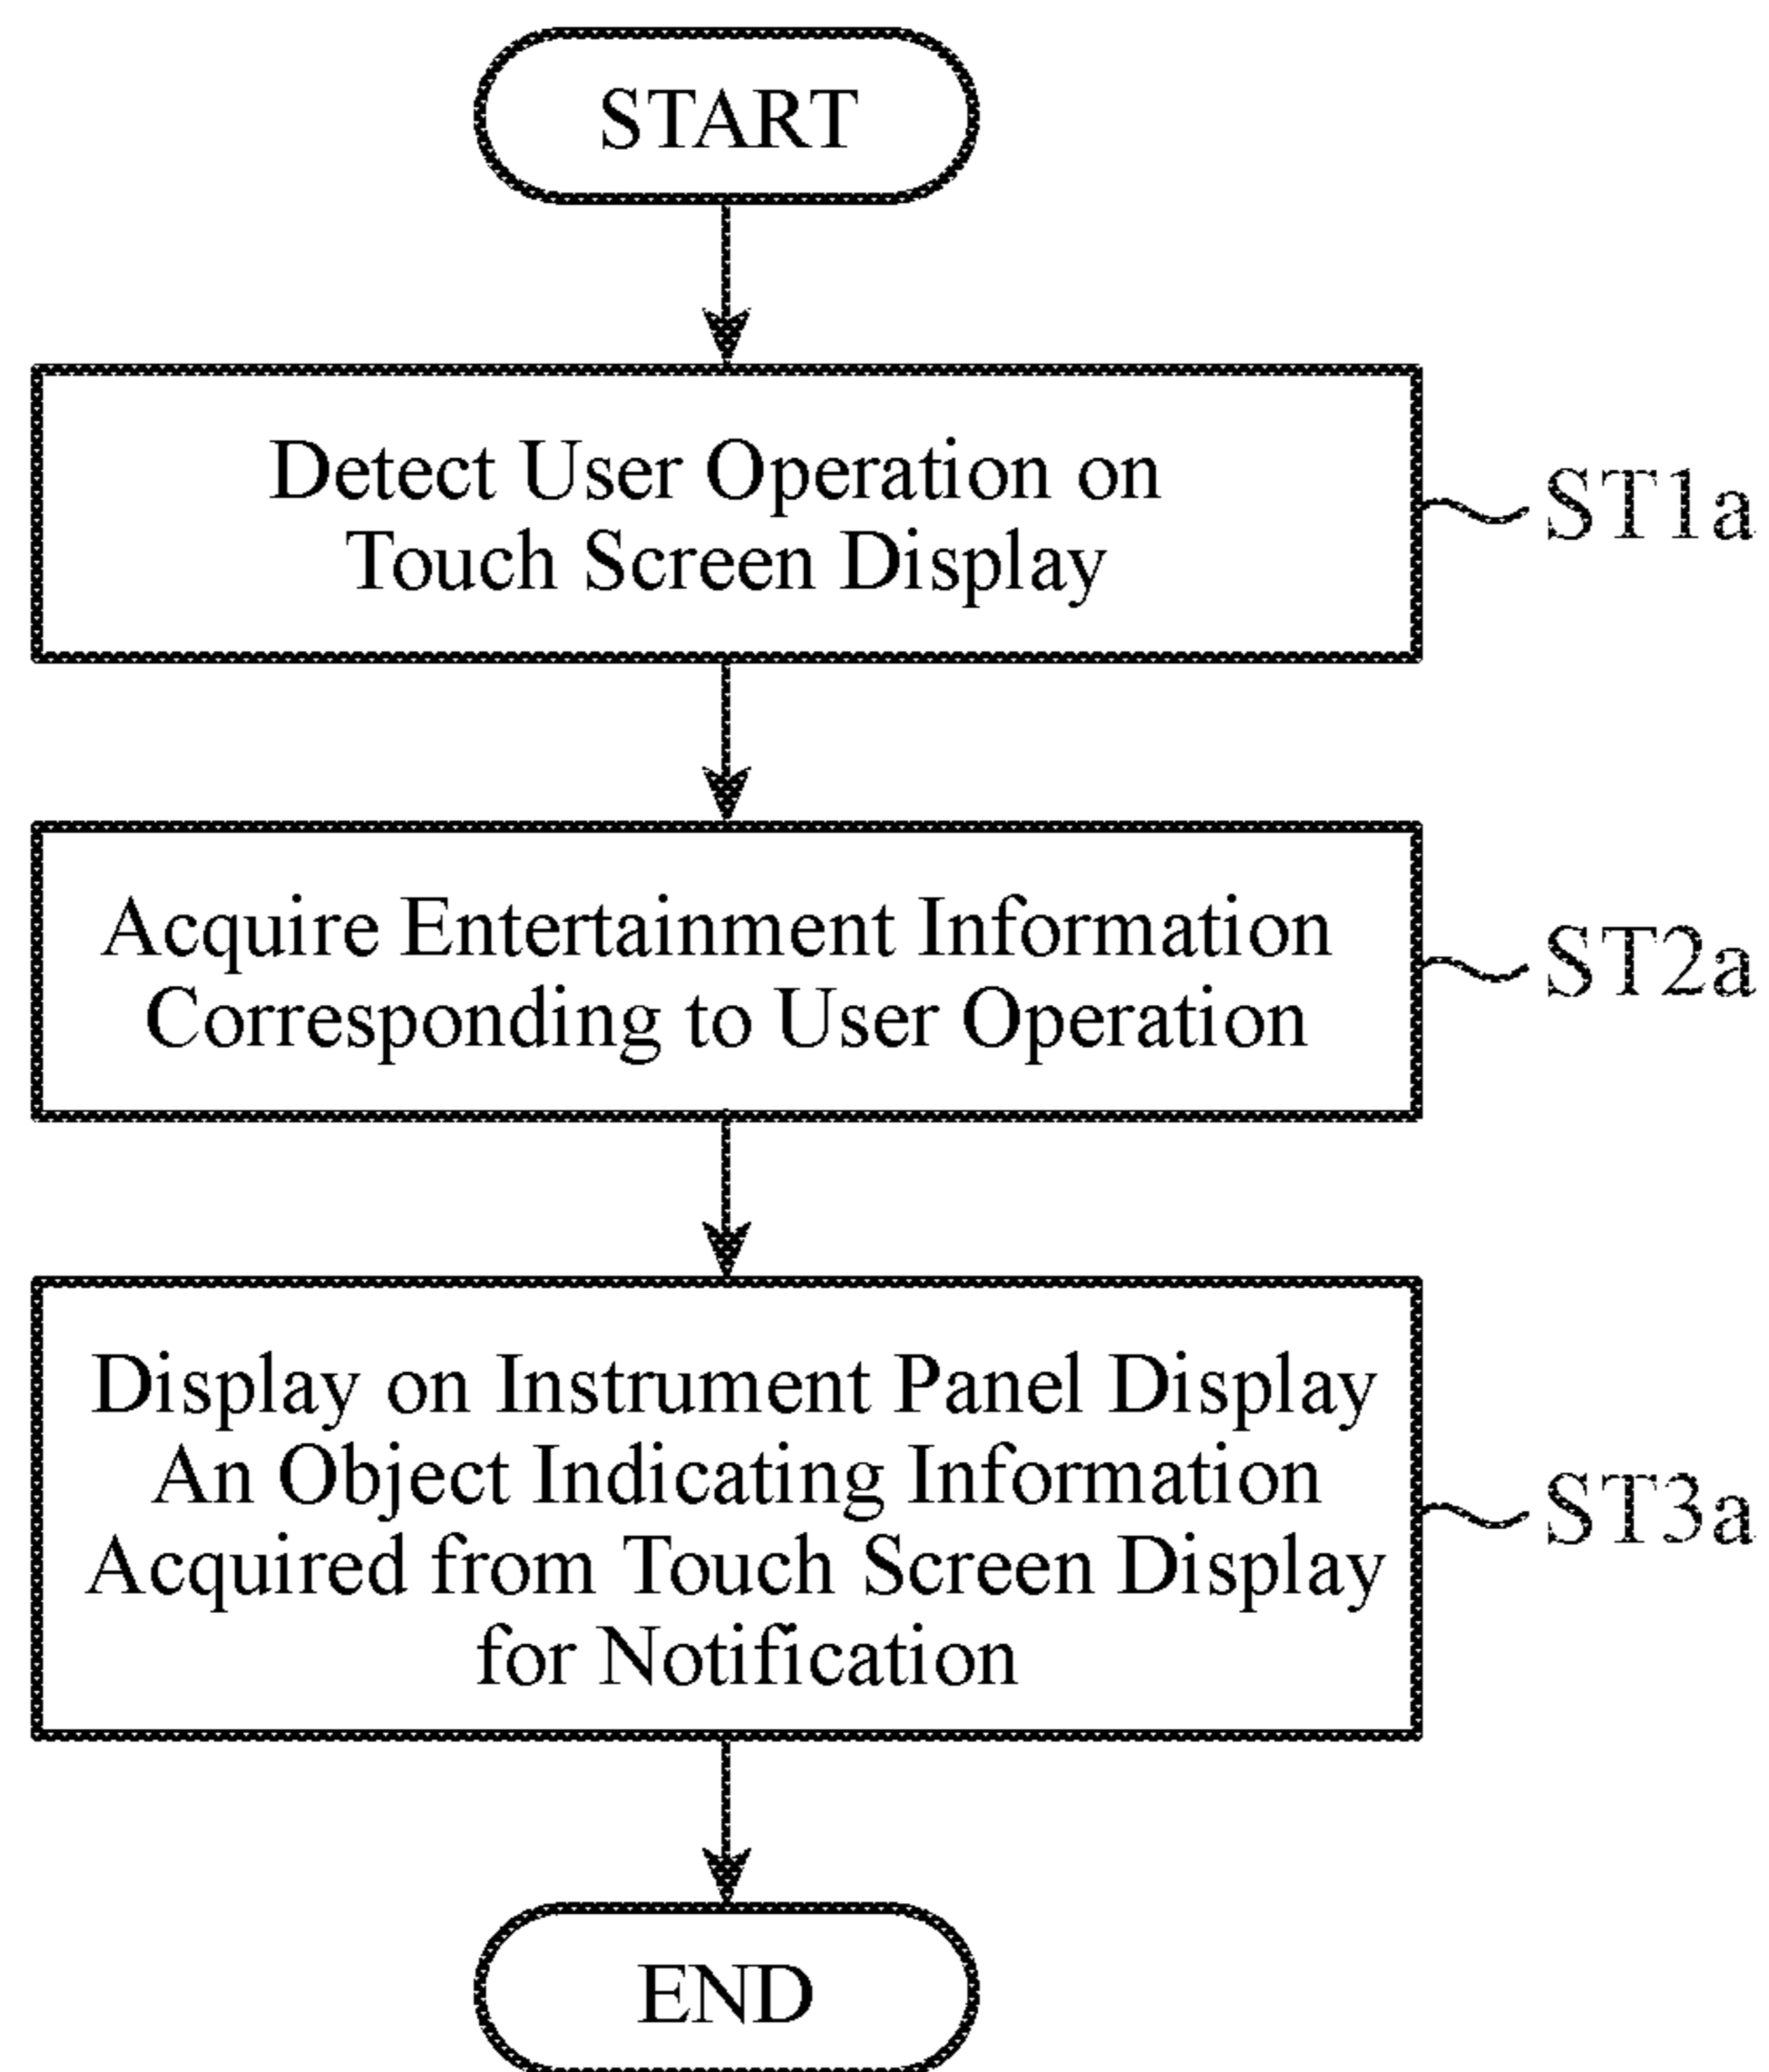 START
Detect User Operation on
Touch Screen Display
ST1a
Acquire Entertainment Information
Corresponding to User Operation
ST2a
Display on Instrument Panel Display
An Object Indicating Information
Acquired from Touch Screen Display
for Notification
ST3a
END